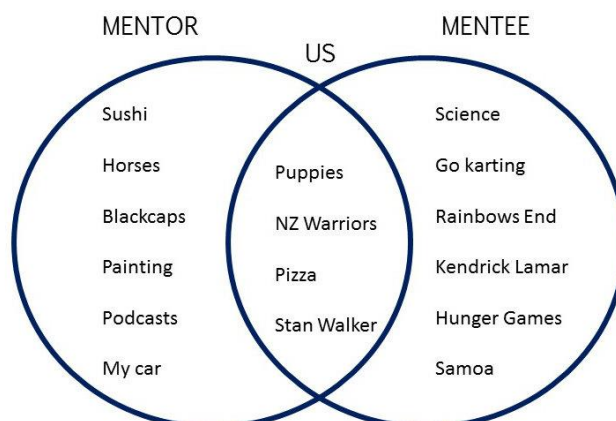 MENTOR
US
MENTEE
Sushi
Horses
Blackcaps
Painting
Podcasts
My car
Puppies
NZ Warriors
Pizza
Stan Walker
Science
Go karting
Rainbows End
Kendrick Lamar
Hunger Games
Samoa